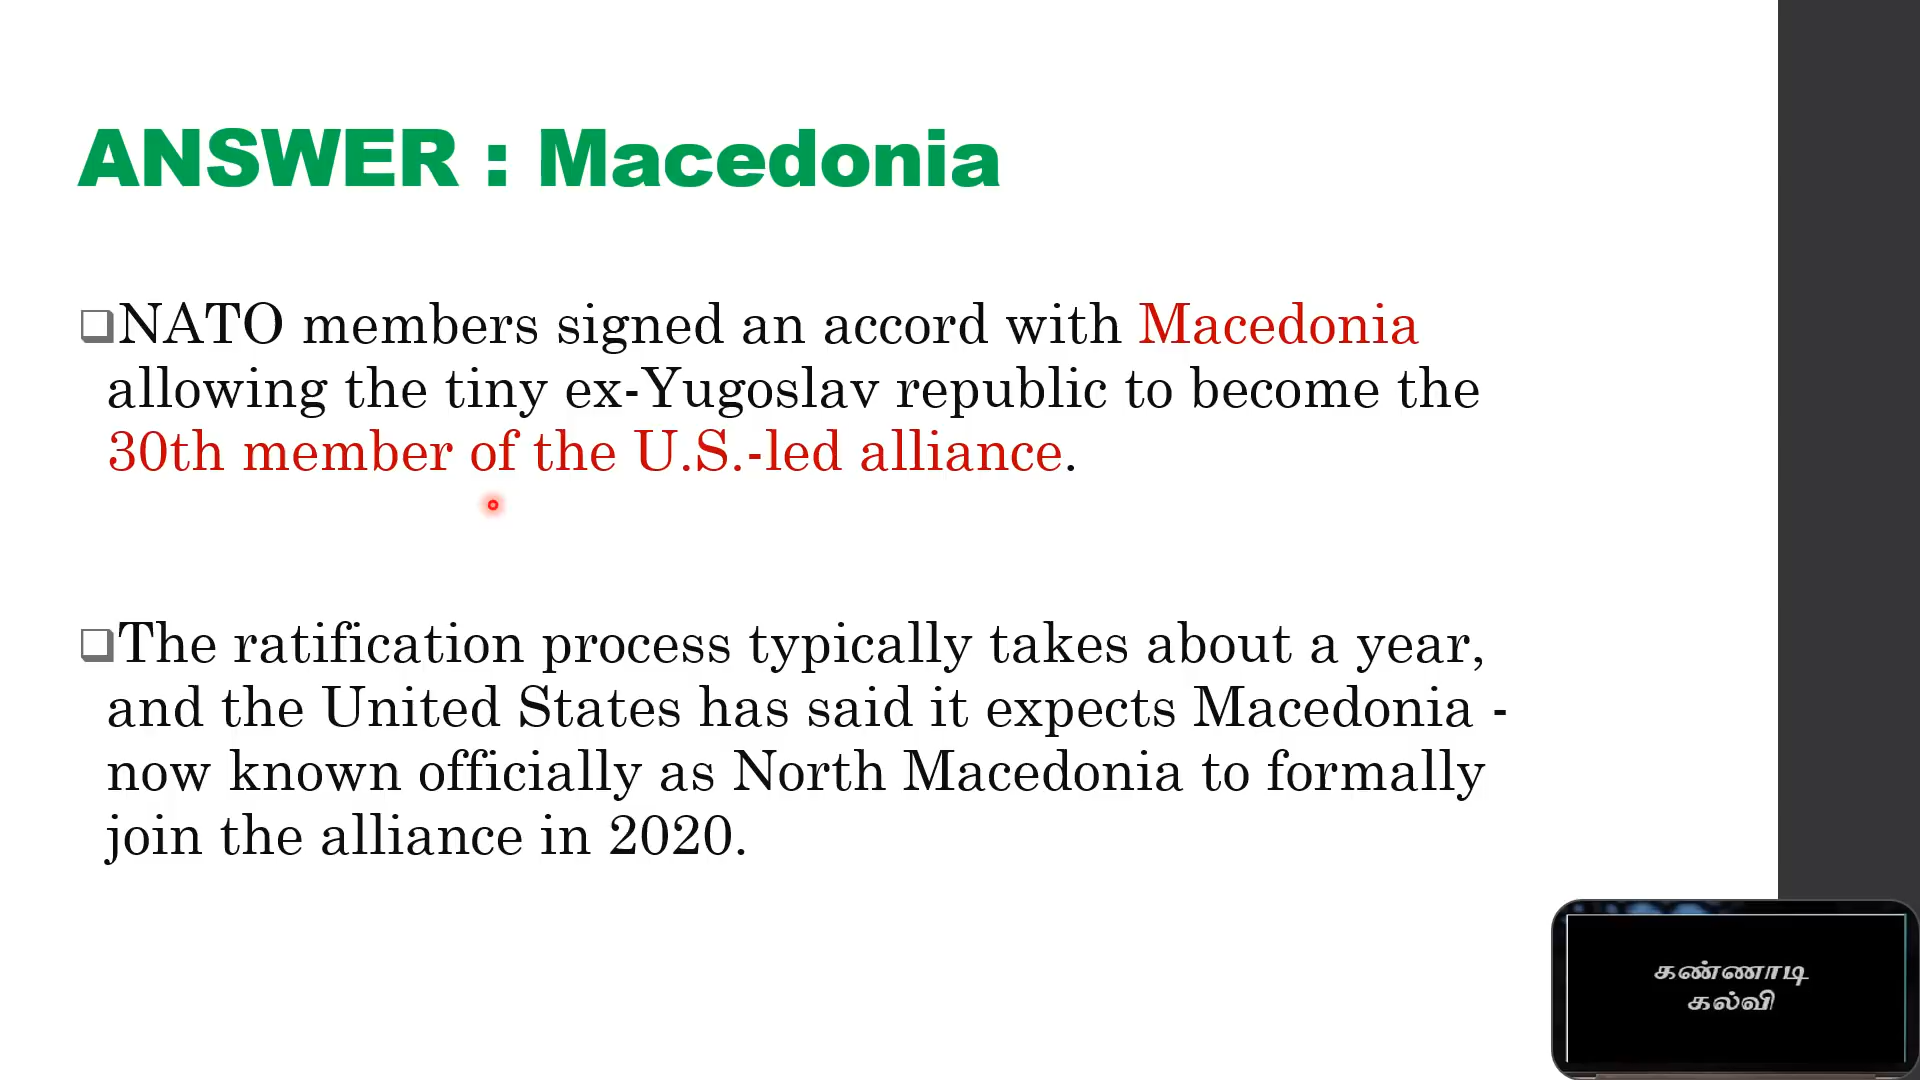 ANSWER : Macedonia
NATO members signed an accord with Macedonia
allowing the tiny ex-Yugoslav republic to become the
30th member of the U.S.-led alliance.
The ratification process typically takes about a year,
and the United States has said it expects Macedonia -
now known officially as North Macedonia to formally
join the alliance in 2020.
கண்ணாடி
கல்வி